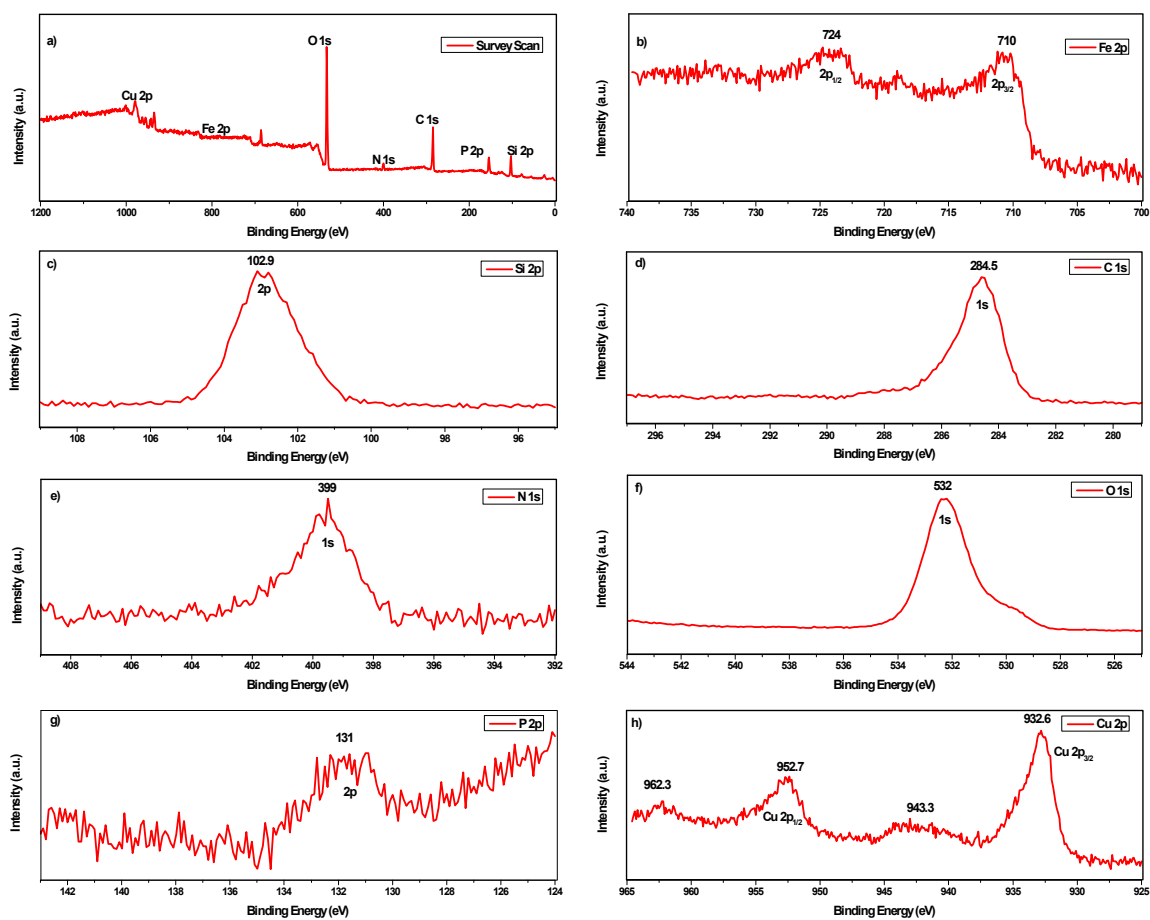 a)
Survey Scan
O 1s
Cu 2p
Fe 2p
N 1s
C 1s
P 2p
Si 2p
Intensity (a.u.)
1200 1000 800 600 400 200 0
Binding Energy (eV)
b)
Fe 2p
724
2p1/2
710
2p3/2
Intensity (a.u.)
740 735 730 725 720 715 710 705 700
Binding Energy (eV)
c)
Si 2p
102.9
2p
Intensity (a.u.)
108 106 104 102 100 98 96
Binding Energy (eV)
d)
C 1s
284.5
1s
Intensity (a.u.)
296 294 292 290 288 286 284 282 280
Binding Energy (eV)
e)
N 1s
399
1s
Intensity (a.u.)
408 406 404 402 400 398 396 394 392
Binding Energy (eV)
f)
O 1s
532
1s
Intensity (a.u.)
544 542 540 538 536 534 532 530 528 526
Binding Energy (eV)
g)
P 2p
131
2p
Intensity (a.u.)
142 140 138 136 134 132 130 128 126 124
Binding Energy (eV)
h)
Cu 2p
932.6
Cu 2p3/2
952.7
962.3
Cu 2p1/2
943.3
Intensity (a.u.)
965 960 955 950 945 940 935 930 925
Binding Energy (eV)